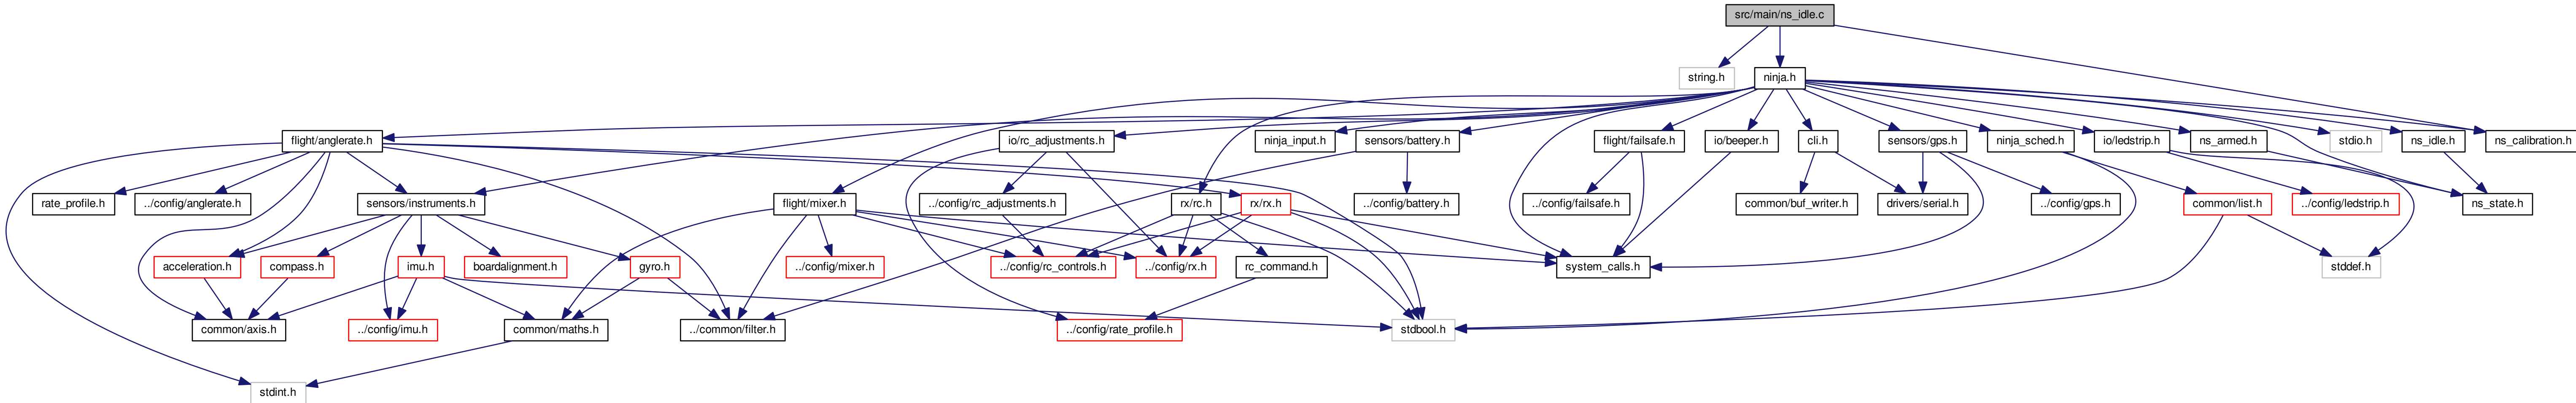 src/main/ns_idle.c
string.h
ninja.h
flight/anglerate.h
io/rc_adjustments.h
ninja_input.h
sensors/battery.h
flight/failsafe.h
io/beeper.h
cli.h
sensors/gps.h
ninja_sched.h
io/ledstrip.h
ns_armed.h
stdio.h
ns_idle.h
ns_calibration.h
rate_profile.h
../config/anglerate.h
sensors/instruments.h
flight/mixer.h
../config/rc_adjustments.h
rx/rc.h
rx/rx.h
../config/battery.h
../config/failsafe.h
common/buf_writer.h
drivers/serial.h
../config/gps.h
common/list.h
../config/ledstrip.h
ns_state.h
acceleration.h
compass.h
imu.h
boardalignment.h
gyro.h
../config/mixer.h
../config/rc_controls.h
../config/rx.h
rc_command.h
system_calls.h
stddef.h
common/axis.h
../config/imu.h
common/maths.h
../common/filter.h
../config/rate_profile.h
stdbool.h
stdint.h